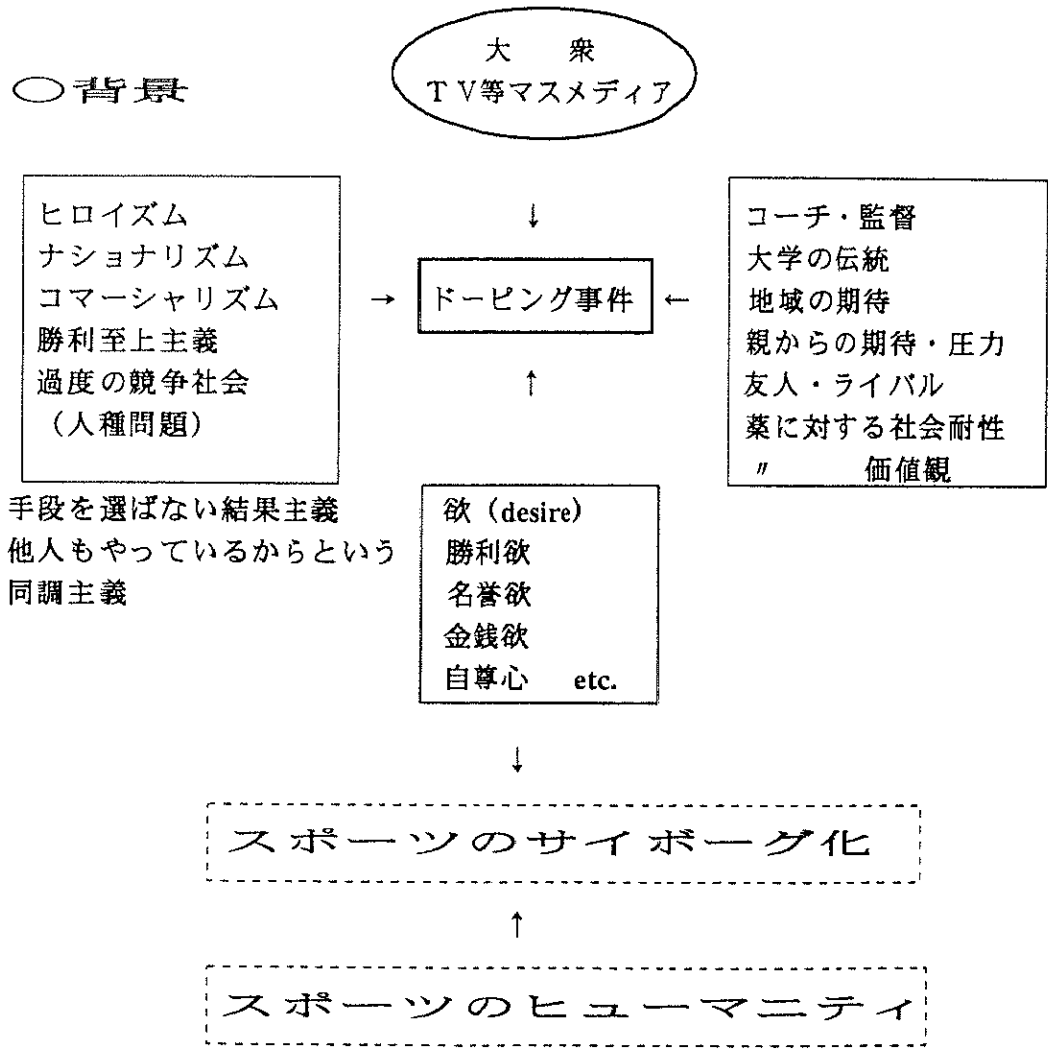 大　衆
ＴＶ等マスメディア
○背景
ヒロイズム
ナショナリズム
コマーシャリズム
勝利至上主義
過度の競争社会
（人種問題）
↓
→ ドーピング事件 ←
↑
コーチ・監督
大学の伝統
地域の期待
親からの期待・圧力
友人・ライバル
薬に対する社会耐性
〃　　価値観
手段を選ばない結果主義
他人もやっているからという
同調主義
欲（desire）
勝利欲
名誉欲
金銭欲
自尊心　etc.
↓
スポーツのサイボーグ化
↑
スポーツのヒューマニティ